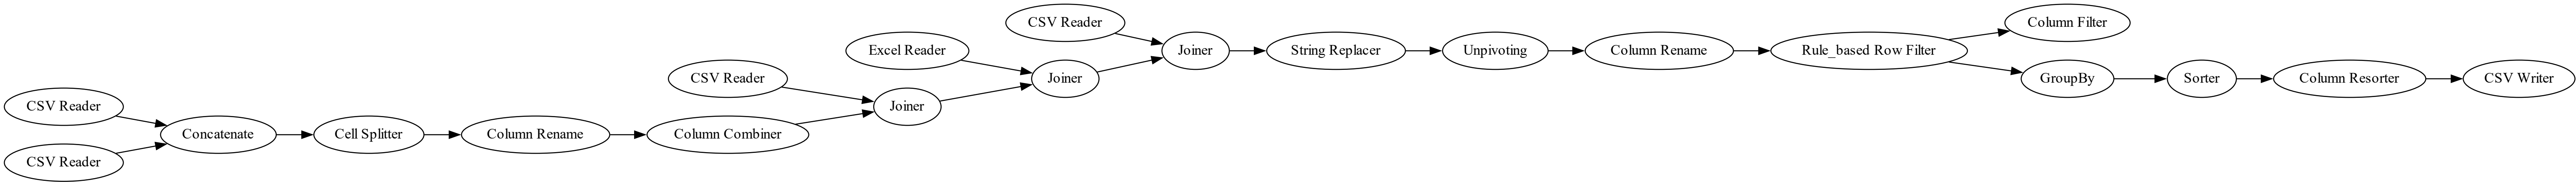 CSV Reader
CSV Reader
Concatenate
Cell Splitter
Column Rename
CSV Reader
Column Combiner
Excel Reader
Joiner
CSV Reader
Joiner
Joiner
String Replacer
Unpivoting
Column Rename
Rule_based Row Filter
Column Filter
GroupBy
Sorter
Column Resorter
CSV Writer